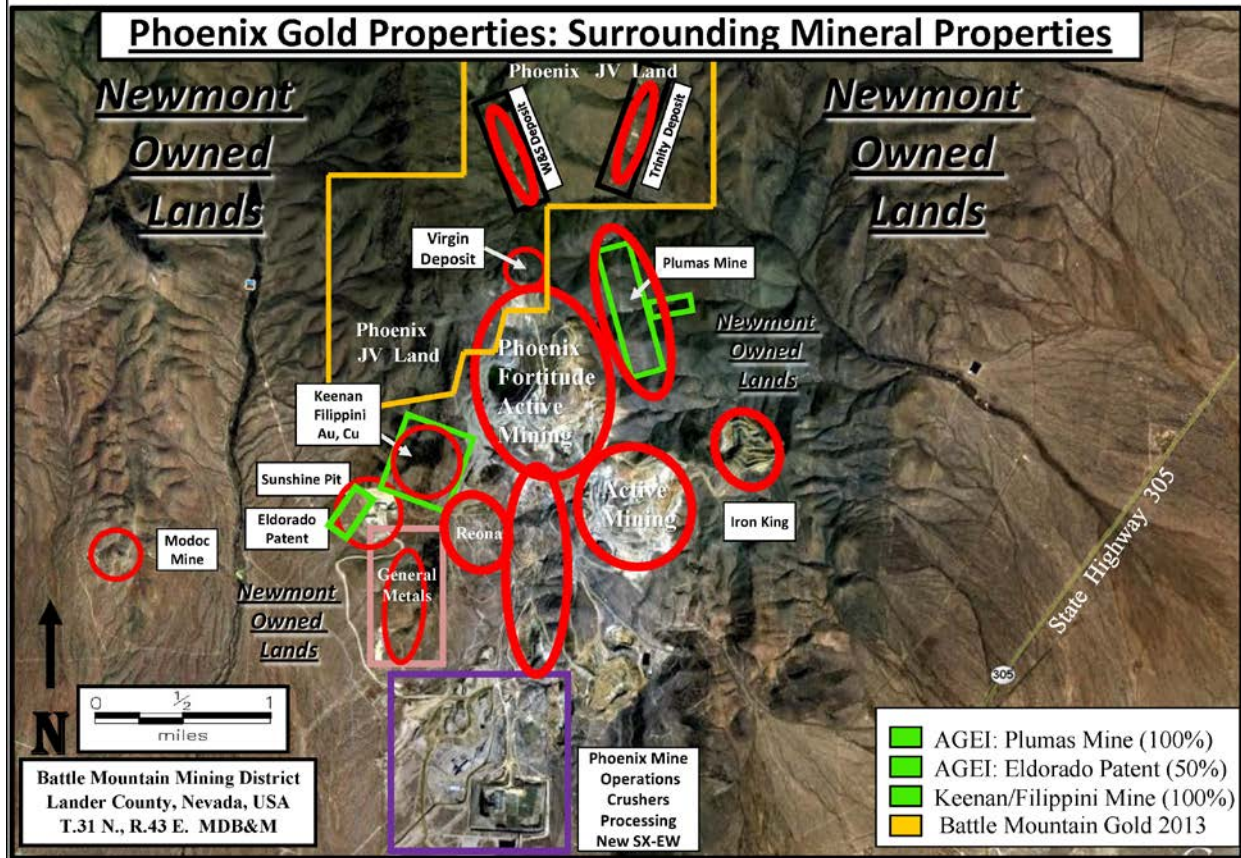 Phoenix Gold Properties: Surrounding Mineral Properties
Phoenix JV Land
Newmont
Owned
Lands
Newmont
Owned
Lands
W&S Deposit
Trinity Deposit
Virgin
Deposit
Plumas Mine
Phoenix
JV Land
Newmont
Owned
Lands
Phoenix
Fortitude
Active
Mining
Keenan
Filippini
Au, Cu
Sunshine Pit
Eldorado
Patent
Modoc
Mine
Reona
Active
Mining
Iron King
General
Metals
Newmont
Owned
Lands
State Highway 305
305
0 ½ 1
miles
N
Battle Mountain Mining District
Lander County, Nevada, USA
T.31 N., R.43 E. MDB&M
Phoenix Mine
Operations
Crushers
Processing
New SX-EW
AGEI: Plumas Mine (100%)
AGEI: Eldorado Patent (50%)
Keenan/Filippini Mine (100%)
Battle Mountain Gold 2013